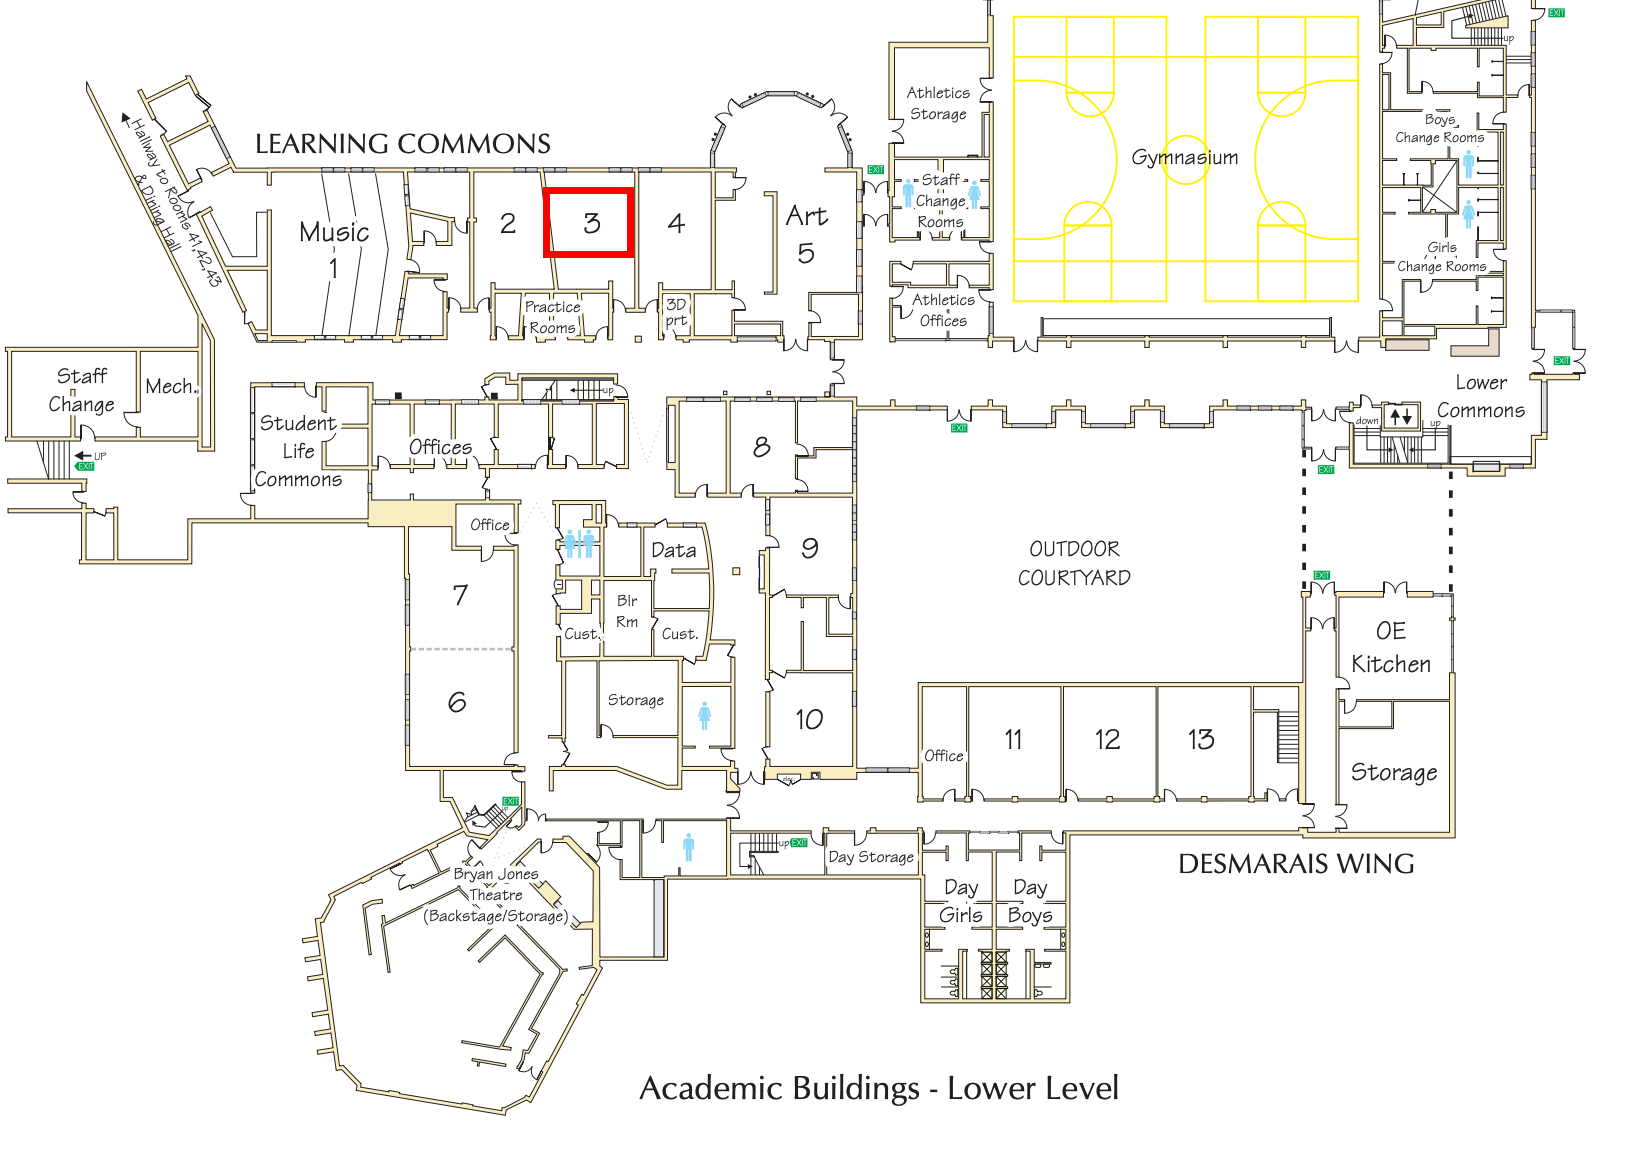 EXIT
up
Athletics
Storage
Gymnasium
Boys
Change Rooms
LEARNING COMMONS
Hallway to Rooms 41,42,43
& Dining Hall
EXIT
Staff
Change
Rooms
Music
1
2
3
4
Art
5
Girls
Change Rooms
Practice
Rooms
3D
prt
Athletics
Offices
EXIT
Staff
Change
Mech.
up
Lower
Commons
Student
Life
Commons
Offices
8
EXIT
down
up
UP
EXIT
EXIT
Office
Data
9
OUTDOOR
COURTYARD
EXIT
7
Blr
Rm
Cust.
Cust.
OE
Kitchen
6
Storage
10
Office
11
12
13
Storage
EXIT
up
up
EXIT
Day Storage
DESMARAIS WING
Bryan Jones
Theatre
(Backstage/Storage)
Day
Girls
Day
Boys
Academic Buildings - Lower Level